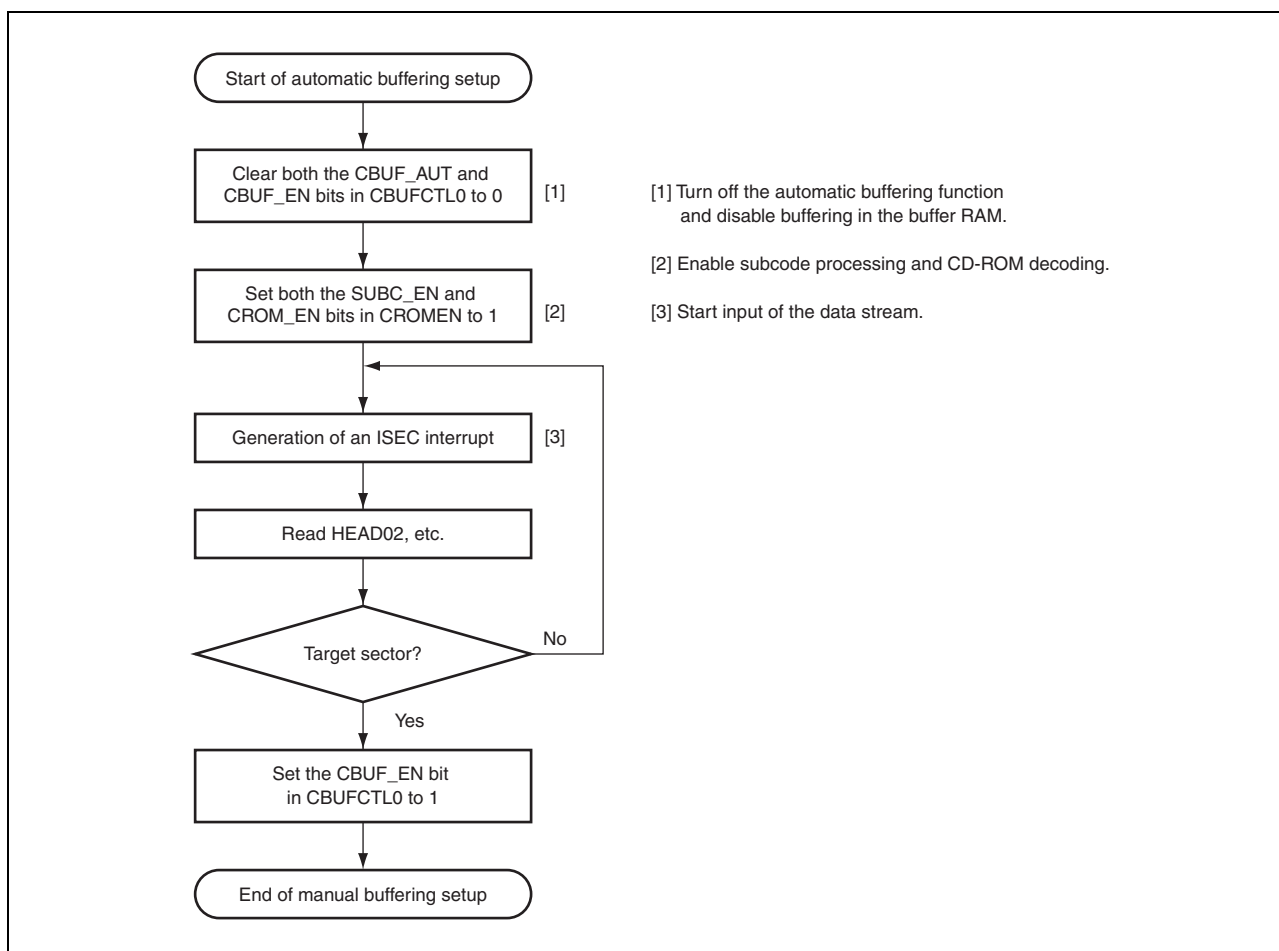 Start of automatic buffering setup
Clear both the CBUF_AUT and
CBUF_EN bits in CBUFCTL0 to 0
[1]
[1] Turn off the automatic buffering function
and disable buffering in the buffer RAM.
[2] Enable subcode processing and CD-ROM decoding.
Set both the SUBC_EN and
CROM_EN bits in CROMEN to 1
[2]
[3] Start input of the data stream.
Generation of an ISEC interrupt
[3]
Read HEAD02, etc.
Target sector?
No
Yes
Set the CBUF_EN bit
in CBUFCTL0 to 1
End of manual buffering setup